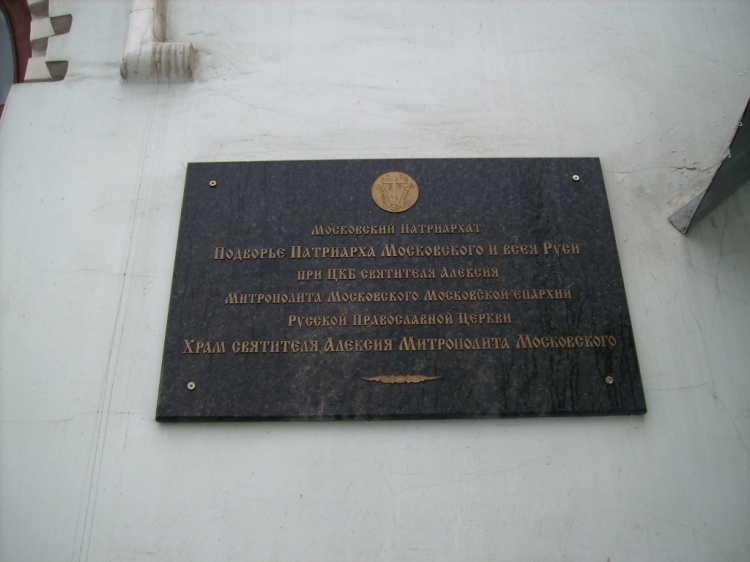 Московский Патриархат
Подворье Патриарха Московского и всея Руси
при ЦКБ святителя Алексия
Митрополита Московского Московской епархии
Русской Православной Церкви
Храм святителя Алексия Митрополита Московского